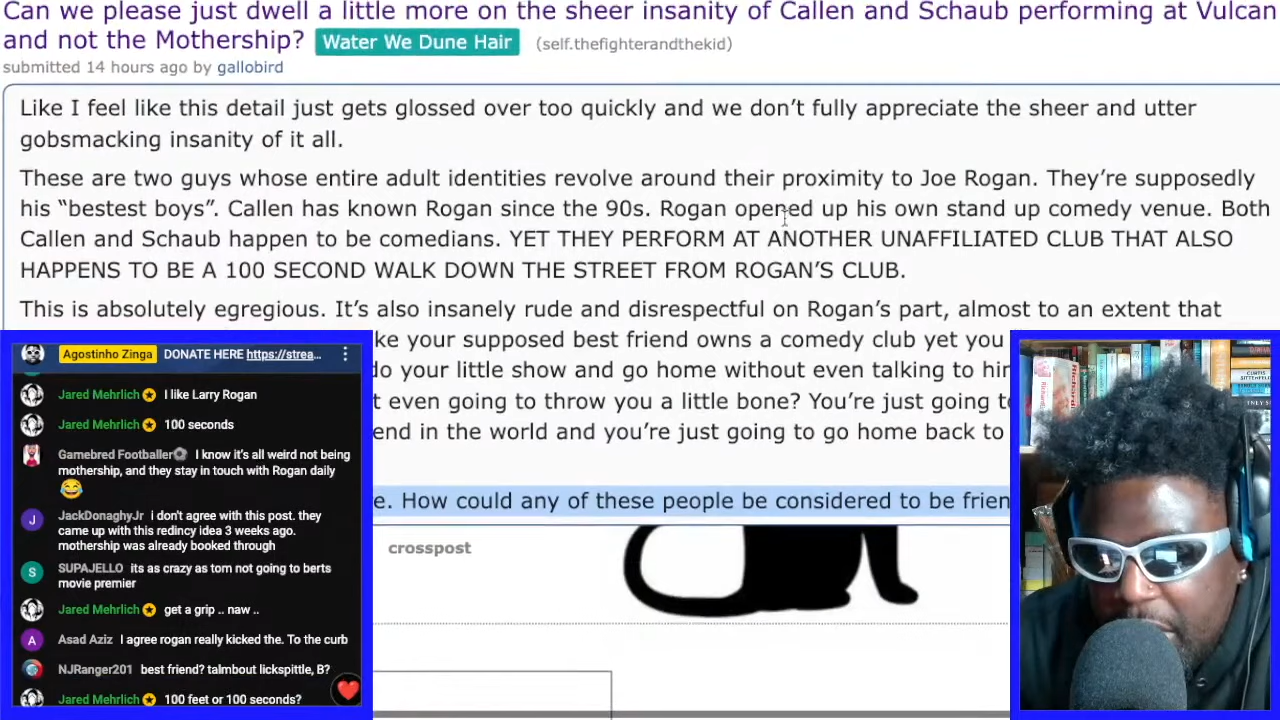 Can we please just dwell a little more on the sheer insanity of Callen and Schaub performing at Vulcan
and not the Mothership? Water We Dune Hair (self.thefighterandthekid)
submitted 14 hours ago by gallobird
Like I feel like this detail just gets glossed over too quickly and we don’t fully appreciate the sheer and utter
gobsmacking insanity of it all.
These are two guys whose entire adult identities revolve around their proximity to Joe Rogan. They’re supposedly
his “bestest boys”. Callen has known Rogan since the 90s. Rogan opened up his own stand up comedy venue. Both
Callen and Schaub happen to be comedians. YET THEY PERFORM AT ANOTHER UNAFFILIATED CLUB THAT ALSO
HAPPENS TO BE A 100 SECOND WALK DOWN THE STREET FROM ROGAN’S CLUB.
This is absolutely egregious. It’s also insanely rude and disrespectful on Rogan’s part, almost to an extent that
ke your supposed best friend owns a comedy club yet you
do your little show and go home without even talking to hi
t even going to throw you a little bone? You’re just going to
end in the world and you’re just going to go home back to
e. How could any of these people be considered to be frien
crosspost
Agostinho Zinga DONATE HERE https://strea...
Jared Mehrlich I like Larry Rogan
Jared Mehrlich 100 seconds
Gamebred Footballer I know it's all weird not being
mothership, and they stay in touch with Rogan daily
JackDonaghyJr i don't agree with this post. they
came up with this redincy idea 3 weeks ago.
mothership was already booked through
SUPAJELLO its as crazy as tom not going to berts
movie premier
Jared Mehrlich get a grip .. naw ..
Asad Aziz I agree rogan really kicked the. To the curb
NJRanger201 best friend? talmbout lickspittle, B?
Jared Mehrlich 100 feet or 100 seconds?